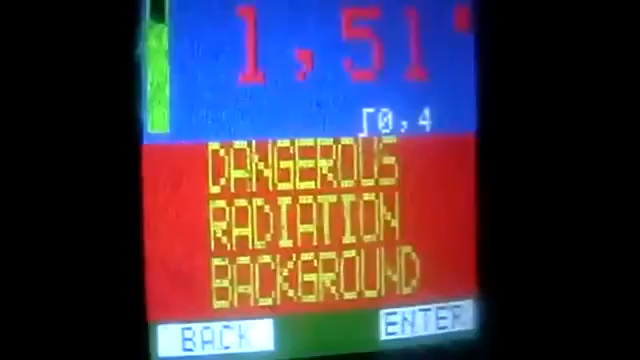 1,51
0,4
DANGEROUS
RADIATION
BACKGROUND
BACK ENTER